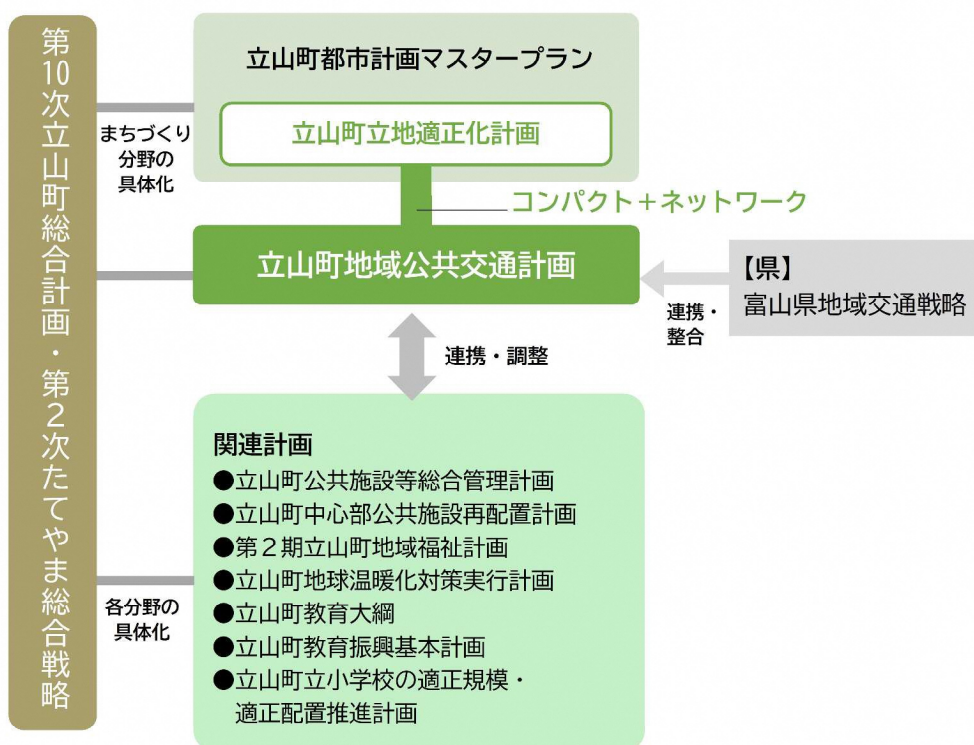 第10次立山町総合計画・第2次たてやま総合戦略
立山町都市計画マスタープラン
立山町立地適正化計画
まちづくり
分野の
具体化
コンパクト+ネットワーク
立山町地域公共交通計画
【県】
富山県地域交通戦略
連携・
整合
連携・調整
関連計画
●立山町公共施設等総合管理計画
●立山町中心部公共施設再配置計画
●第2期立山町地域福祉計画
●立山町地球温暖化対策実行計画
●立山町教育大綱
●立山町教育振興基本計画
●立山町立小学校の適正規模・
適正配置推進計画
各分野の
具体化